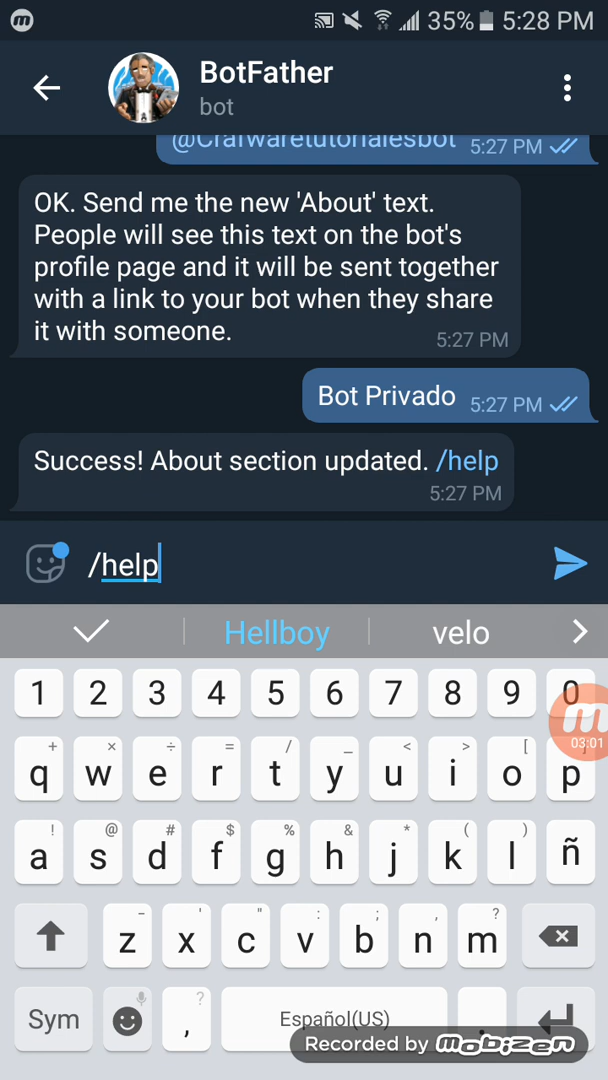 35% 5:28 PM
BotFather
bot
@Crafwaretutorialesbot 5:27 PM
OK. Send me the new 'About' text.
People will see this text on the bot's
profile page and it will be sent together
with a link to your bot when they share
it with someone.
5:27 PM
Bot Privado 5:27 PM
Success! About section updated. /help
5:27 PM
/help
Hellboy velo
1 2 3 4 5 6 7 8 9 0
+ × ÷ = / _ < > [
q w e r t y u i o p
03:01
! @ # $ % & * ( )
a s d f g h j k l ñ
- ' " : ; , ?
z x c v b n m
Sym , ? Español(US) .
Recorded by mobizen